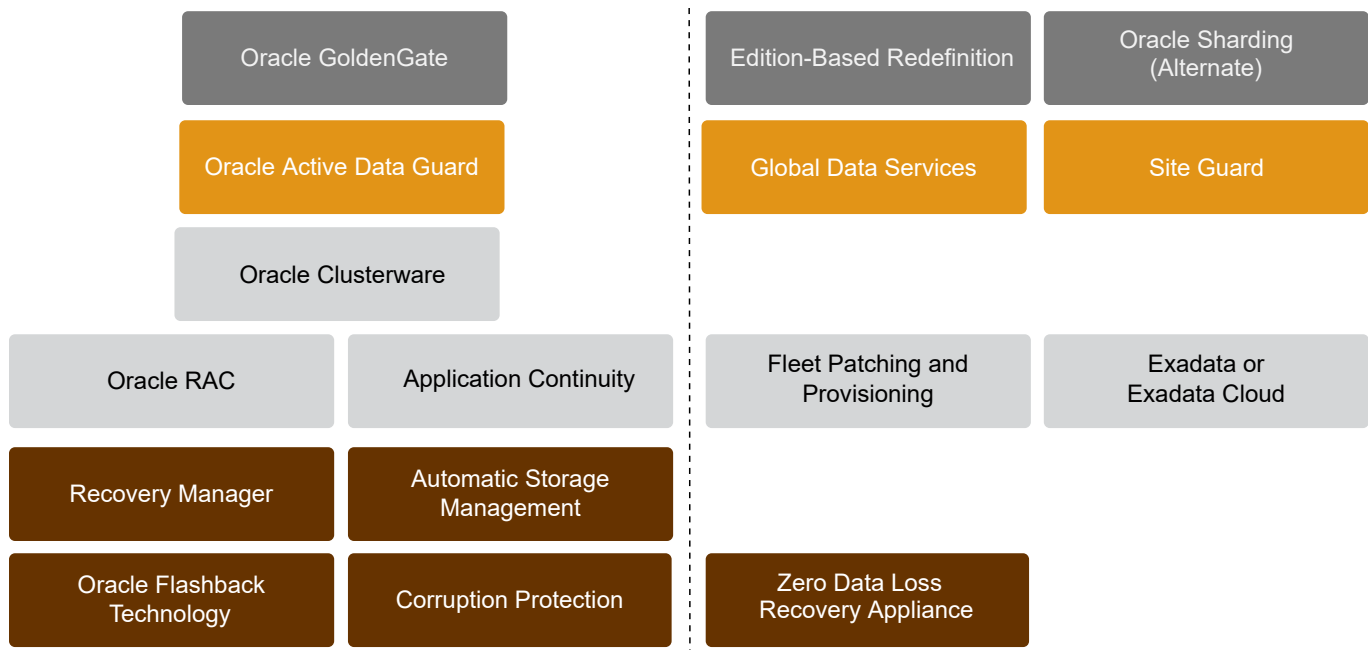 Oracle GoldenGate
Edition-Based Redefinition
Oracle Sharding
(Alternate)
Oracle Active Data Guard
Global Data Services
Site Guard
Oracle Clusterware
Oracle RAC
Application Continuity
Fleet Patching and
Provisioning
Exadata or
Exadata Cloud
Recovery Manager
Automatic Storage
Management
Oracle Flashback
Technology
Corruption Protection
Zero Data Loss
Recovery Appliance